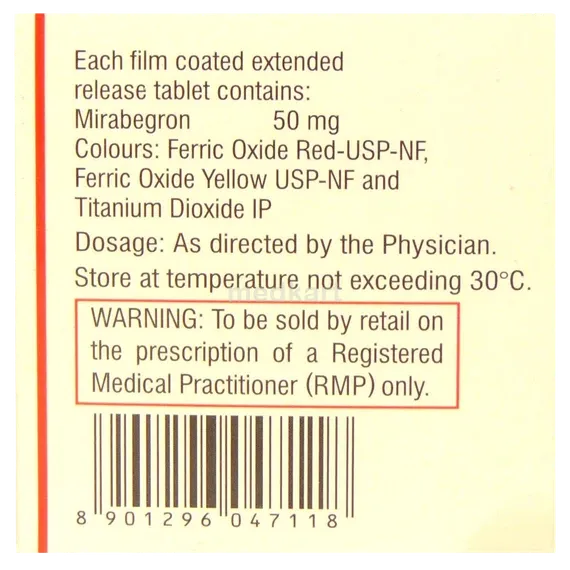 Each film coated extended
release tablet contains:
Mirabegron 50 mg
Colours: Ferric Oxide Red-USP-NF,
Ferric Oxide Yellow USP-NF and
Titanium Dioxide IP
Dosage: As directed by the Physician.
Store at temperature not exceeding 30°C.
medkart
WARNING: To be sold by retail on
the prescription of a Registered
Medical Practitioner (RMP) only.
8 901296 047118